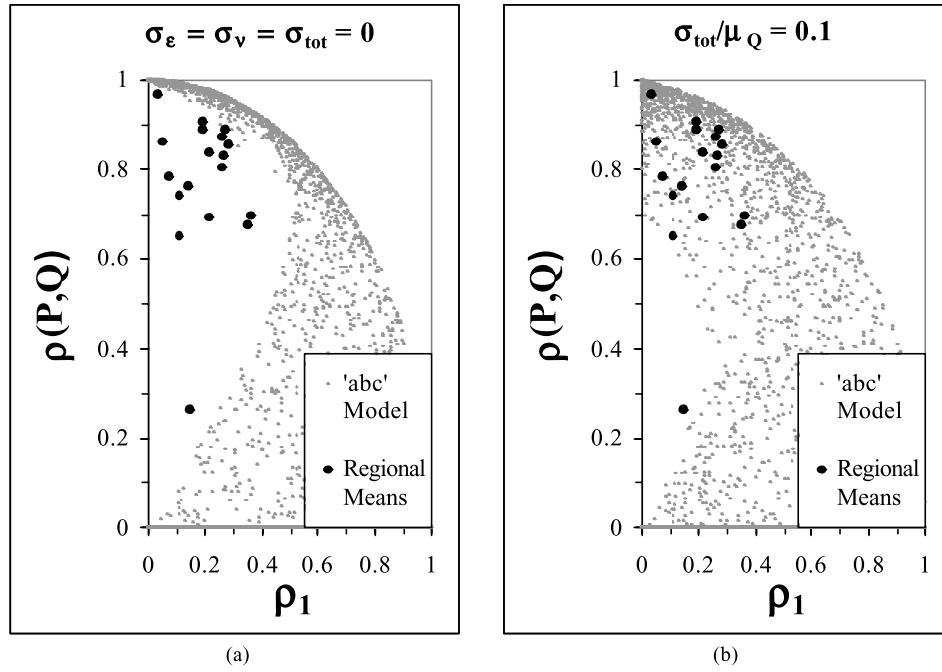 σε = σν = σtot = 0
1
0.8
0.6
0.4
0.2
0
ρ(P,Q)
'abc'
Model
Regional
Means
0 0.2 0.4 0.6 0.8 1
ρ1
(a)
σtot/μQ = 0.1
1
0.8
0.6
0.4
0.2
0
ρ(P,Q)
'abc'
Model
Regional
Means
0 0.2 0.4 0.6 0.8 1
ρ1
(b)